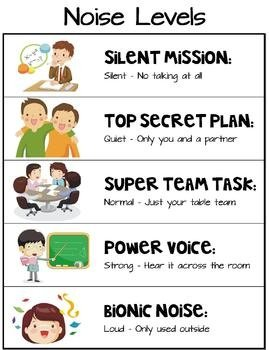 Noise Levels
SILENT MISSION:
Silent - No talking at all
TOP SECRET PLAN:
Quiet - Only you and a partner
SUPER TEAM TASK:
Normal - Just your table team
POWER VOICE:
Strong - Hear it across the room
BIONIC NOISE:
Loud - Only used outside